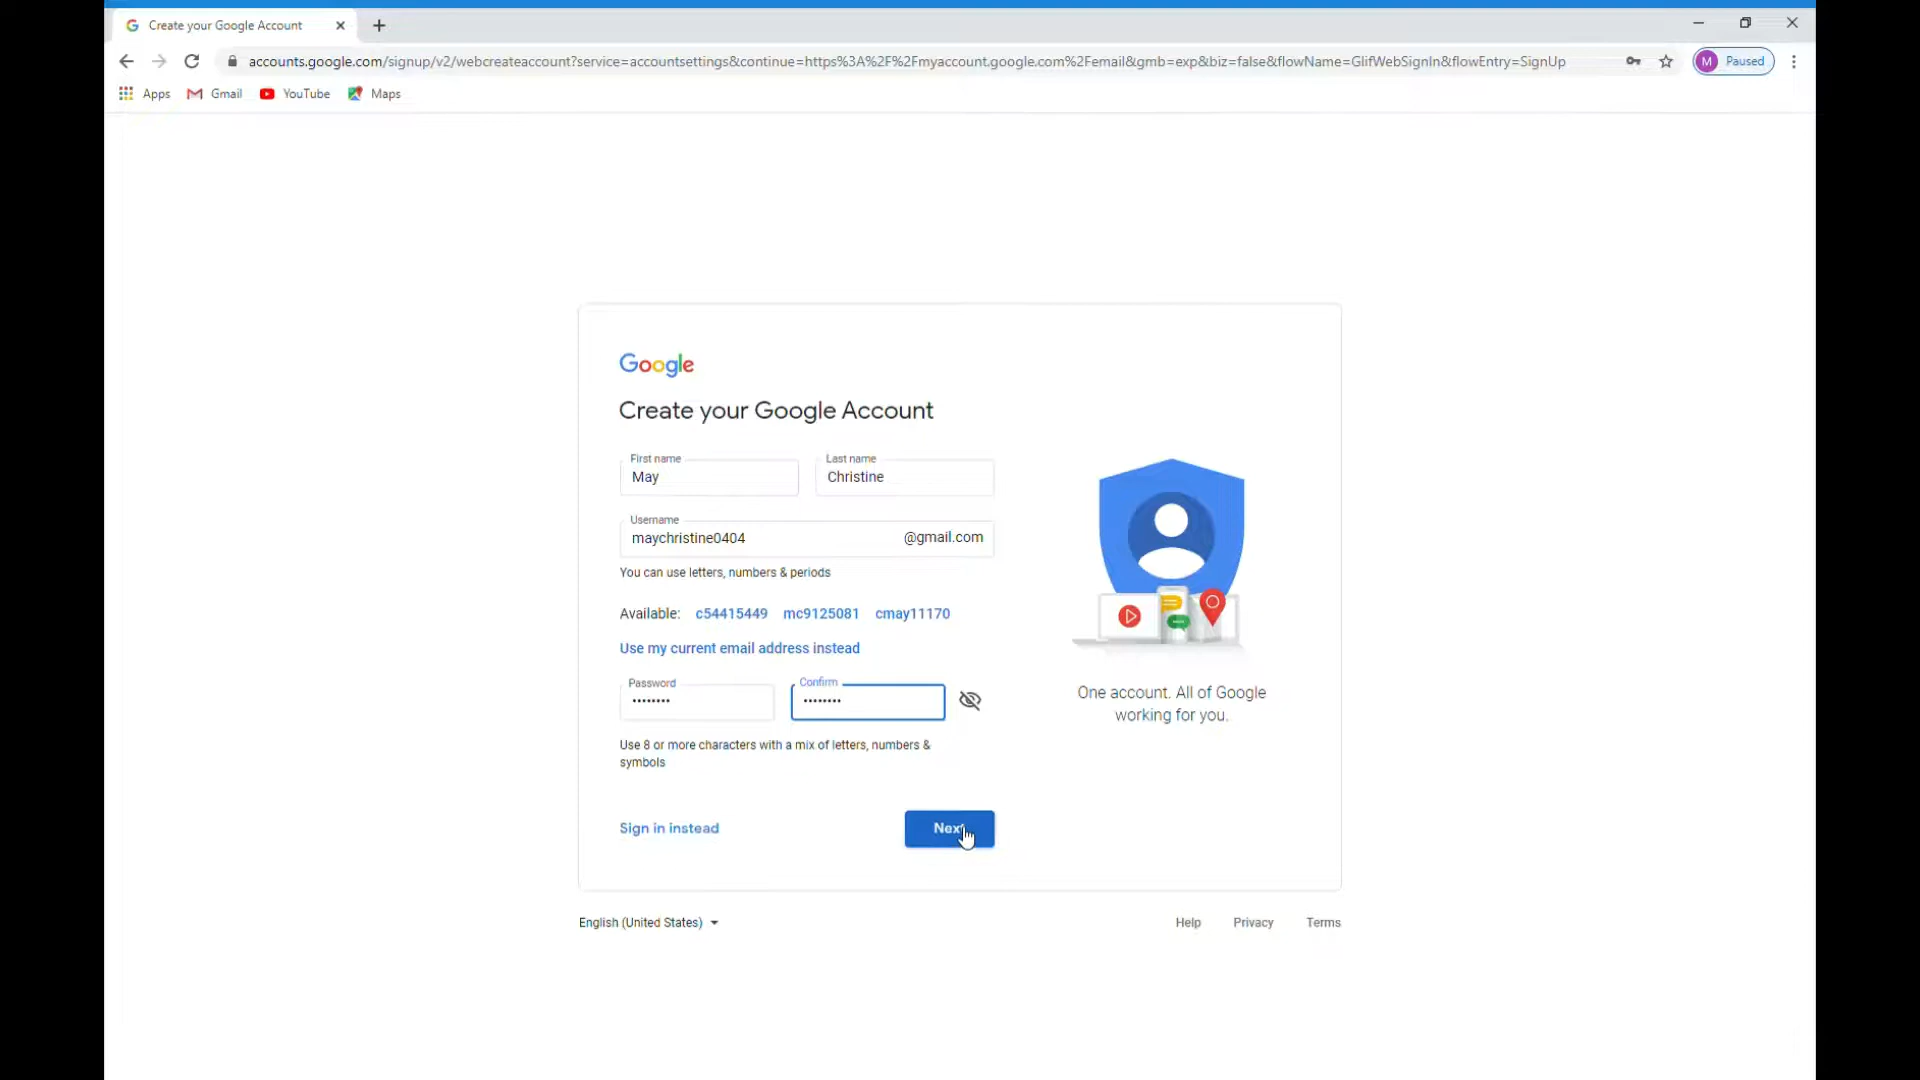 Create your Google Account
accounts.google.com/signup/v2/webcreateaccount?service=accountsettings&continue=https%3A%2F%2Fmyaccount.google.com%2Femail&gmb=exp&biz=false&flowName=GlifWebSignIn&flowEntry=SignUp
M Paused
Apps Gmail YouTube Maps
Google
Create your Google Account
First name
May
Last name
Christine
Username
maychristine0404 @gmail.com
You can use letters, numbers & periods
Available: c54415449 mc9125081 cmay11170
Use my current email address instead
Password
Confirm
Use 8 or more characters with a mix of letters, numbers &
symbols
Sign in instead
Next
One account. All of Google
working for you.
English (United States)
Help Privacy Terms